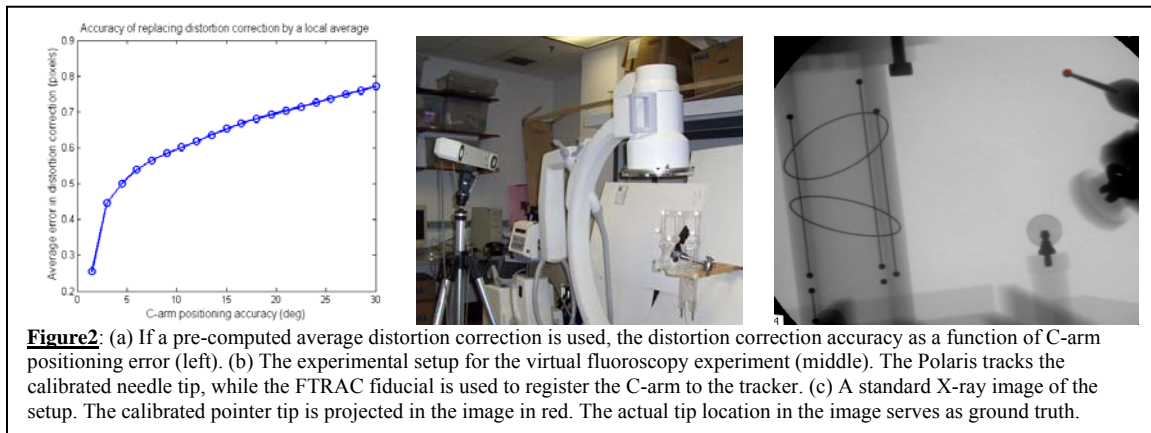 Accuracy of replacing distortion correction by a local average
Average error in distortion correction (pixels)
0.9
0.8
0.7
0.6
0.5
0.4
0.3
0.2
0
5
10
15
20
25
30
C-arm positioning accuracy (deg)
4
Figure2: (a) If a pre-computed average distortion correction is used, the distortion correction accuracy as a function of C-arm
positioning error (left). (b) The experimental setup for the virtual fluoroscopy experiment (middle). The Polaris tracks the
calibrated needle tip, while the FTRAC fiducial is used to register the C-arm to the tracker. (c) A standard X-ray image of the
setup. The calibrated pointer tip is projected in the image in red. The actual tip location in the image serves as ground truth.